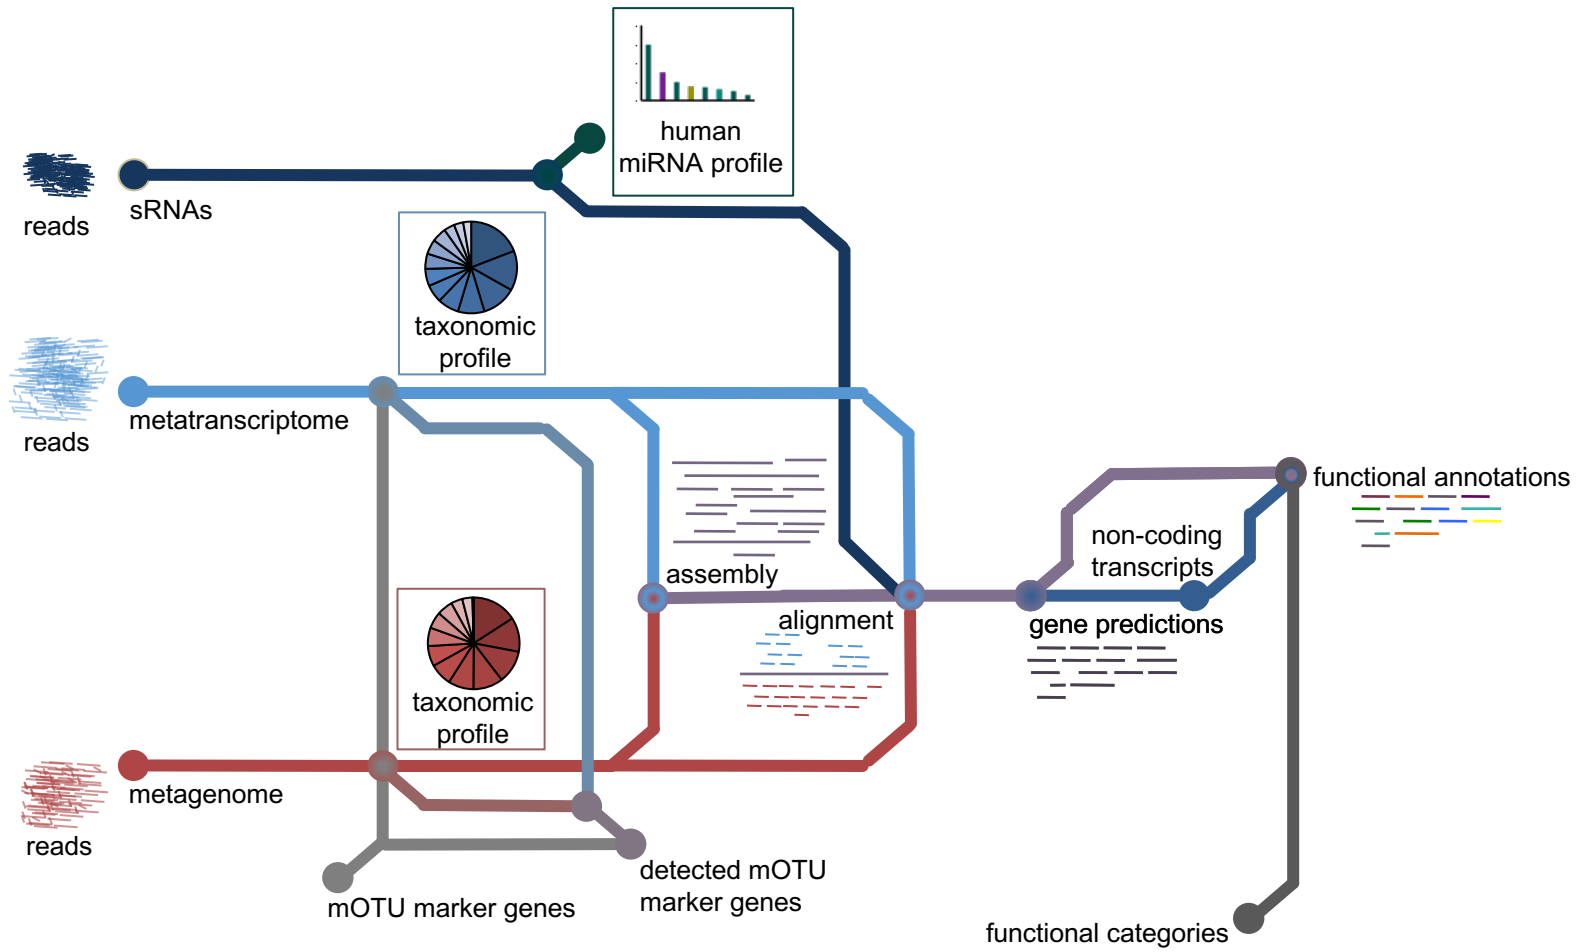 human
miRNA profile
reads
sRNAs
taxonomic
profile
reads
metatranscriptome
functional annotations
non-coding
transcripts
assembly
alignment
gene predictions
taxonomic
profile
reads
metagenome
detected mOTU
marker genes
mOTU marker genes
functional categories